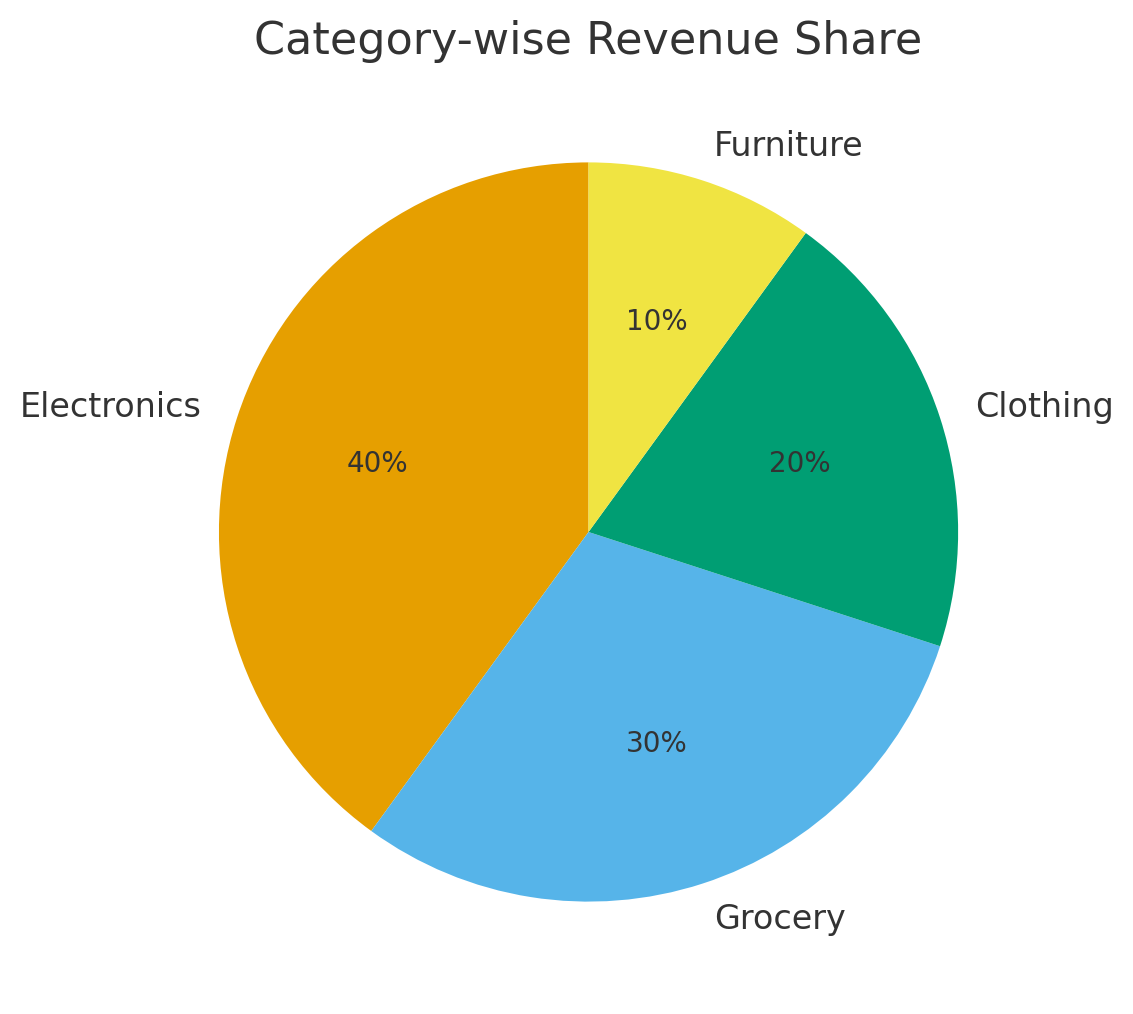 Category-wise Revenue Share
Furniture
10%
Electronics
Clothing
40%
20%
30%
Grocery